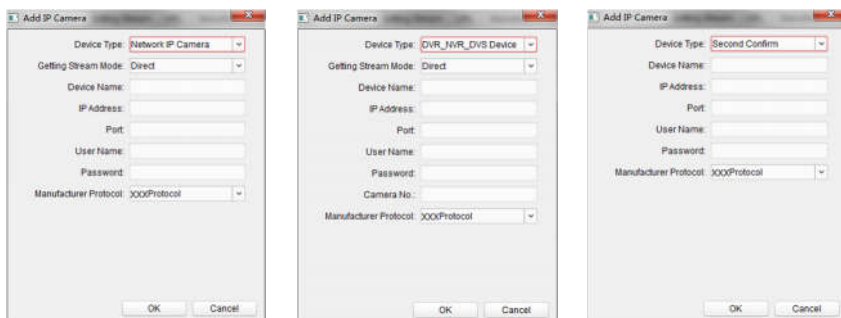 Add IP Camera
Device Type: Network IP Camera
Getting Stream Mode: Direct
Device Name:
IP Address:
Port:
User Name:
Password:
Manufacturer Protocol: XXXProtocol
OK Cancel
Add IP Camera
Device Type: DVR_NVR_DVS Device
Getting Stream Mode: Direct
Device Name:
IP Address:
Port:
User Name:
Password:
Camera No.:
Manufacturer Protocol: XXXProtocol
OK Cancel
Add IP Camera
Device Type: Second Confirm
Device Name:
IP Address:
Port:
User Name:
Password:
Manufacturer Protocol: XXXProtocol
OK Cancel